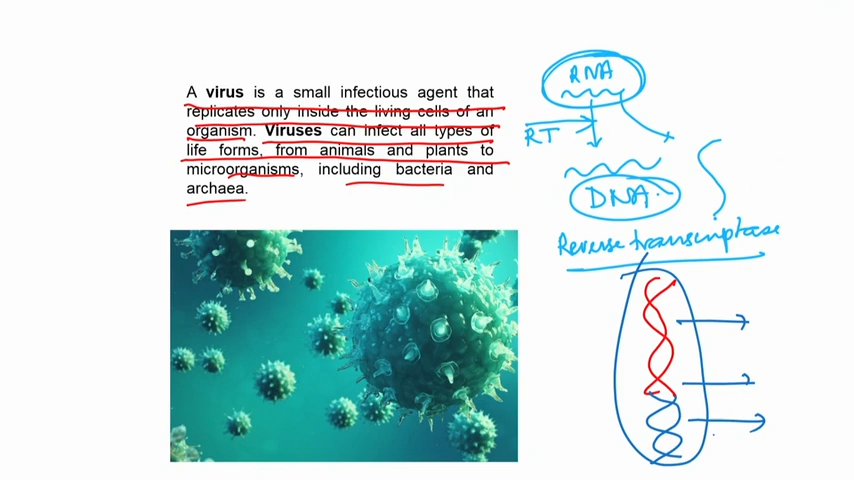 A virus is a small infectious agent that
replicates only inside the living cells of an
organism. Viruses can infect all types of
life forms, from animals and plants to
microorganisms, including bacteria and
archaea.
RNA
RT
DNA
Reverse transcriptase